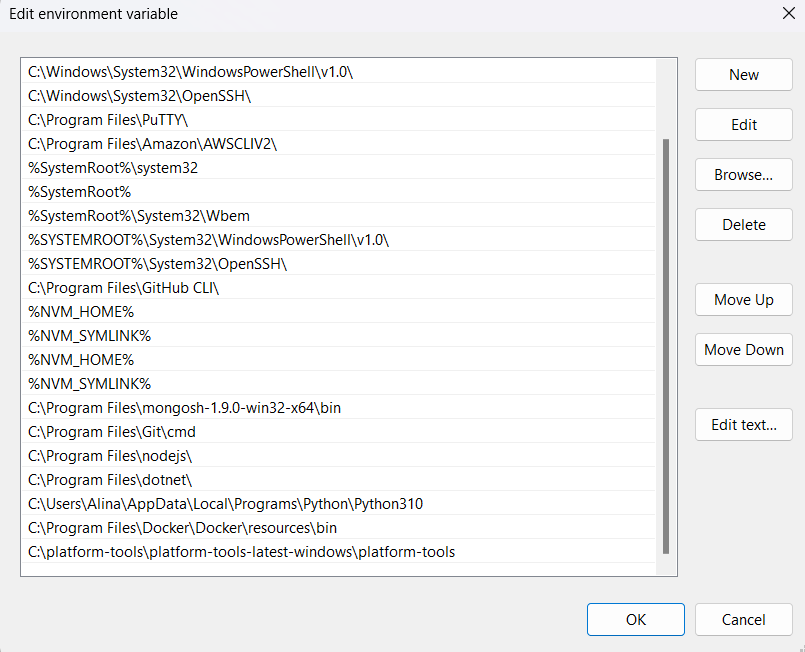 Edit environment variable
C:\Windows\System32\WindowsPowerShell\v1.0\
C:\Windows\System32\OpenSSH\
C:\Program Files\PuTTY\
C:\Program Files\Amazon\AWSCLIV2\
%SystemRoot%\system32
%SystemRoot%
%SystemRoot%\System32\Wbem
%SYSTEMROOT%\System32\WindowsPowerShell\v1.0\
%SYSTEMROOT%\System32\OpenSSH\
C:\Program Files\GitHub CLI\
%NVM_HOME%
%NVM_SYMLINK%
%NVM_HOME%
%NVM_SYMLINK%
C:\Program Files\mongosh-1.9.0-win32-x64\bin
C:\Program Files\Git\cmd
C:\Program Files\nodejs\
C:\Program Files\dotnet\
C:\Users\Alina\AppData\Local\Programs\Python\Python310
C:\Program Files\Docker\Docker\resources\bin
C:\platform-tools\platform-tools-latest-windows\platform-tools
New
Edit
Browse...
Delete
Move Up
Move Down
Edit text...
OK
Cancel